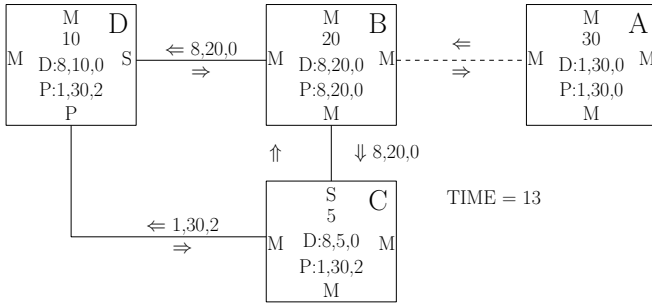 D
M
10
M D:8,10,0 S
P:1,30,2
P
⇐ 8,20,0
⇒
B
M
20
M D:8,20,0 M
P:8,20,0
M
⇐
⇒
A
M
30
M D:1,30,0 M
P:1,30,0
M
⇑
⇓ 8,20,0
C
S
5
M D:8,5,0 M
P:1,30,2
M
⇐ 1,30,2
⇒
TIME = 13